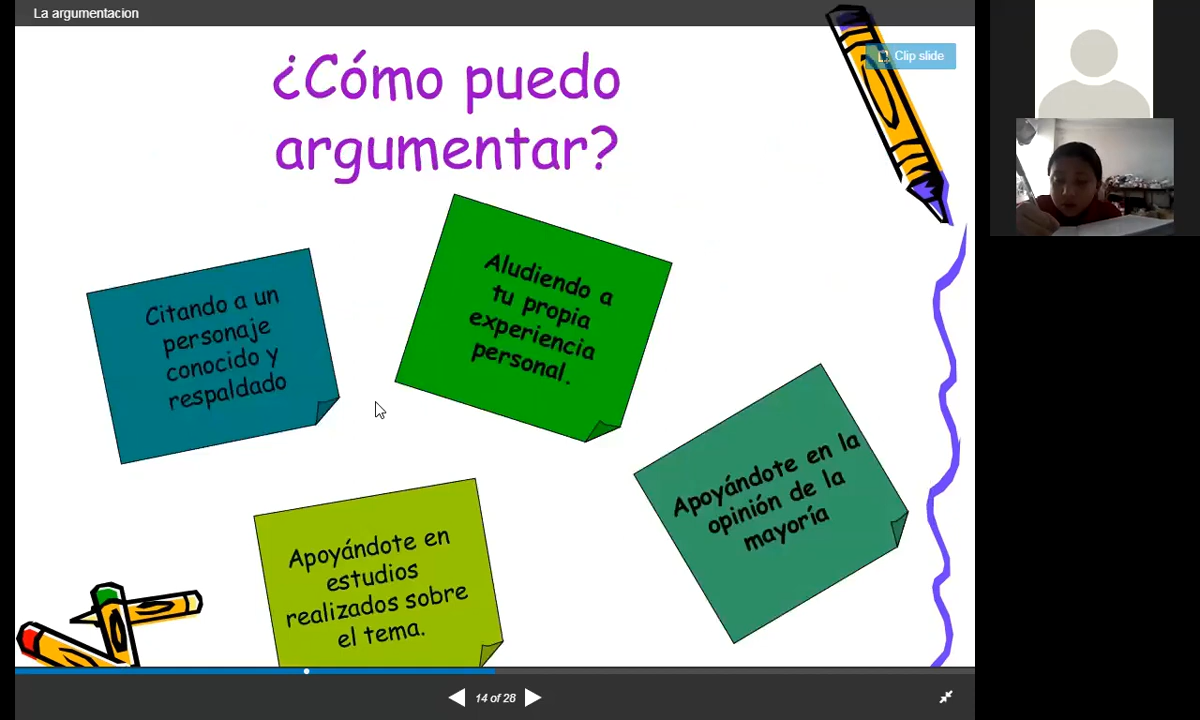 La argumentacion
Clip slide
¿Cómo puedo
argumentar?
Citando a un
personaje
conocido y
respaldado
Aludiendo a
tu propia
experiencia
personal.
Apoyándote en la
opinión de la
mayoría
Apoyándote en
estudios
realizados sobre
el tema.
14 of 28